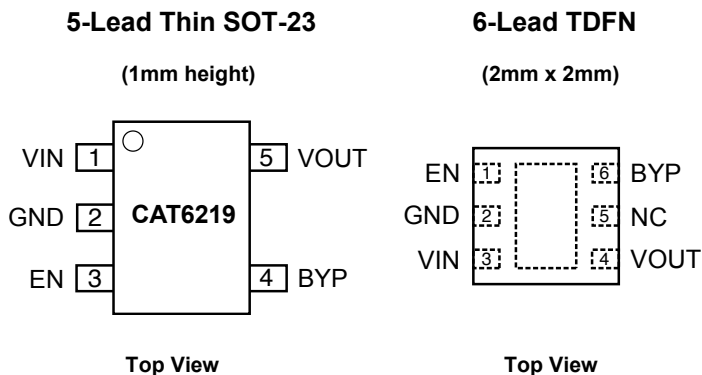 5-Lead Thin SOT-23
(1mm height)
VIN 1
5 VOUT
GND 2
CAT6219
EN 3
4 BYP
Top View
6-Lead TDFN
(2mm x 2mm)
EN 1
6 BYP
GND 2
5 NC
VIN 3
4 VOUT
Top View